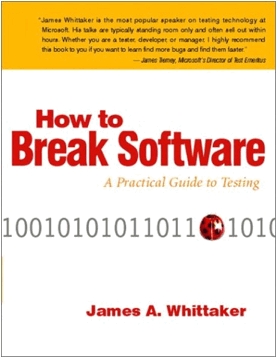 "James Whittaker is the most popular speaker on testing technology at
Microsoft. His talks are typically standing room only and often sell out within
hours. Whether you are a tester, developer, or manager, I highly recommend
this book to you if you want to learn find more bugs and find them faster."
— James Tierney, Microsoft's Director of Test Emeritus
How to
Break Software
A Practical Guide to Testing
10010101011011 1010
James A. Whittaker